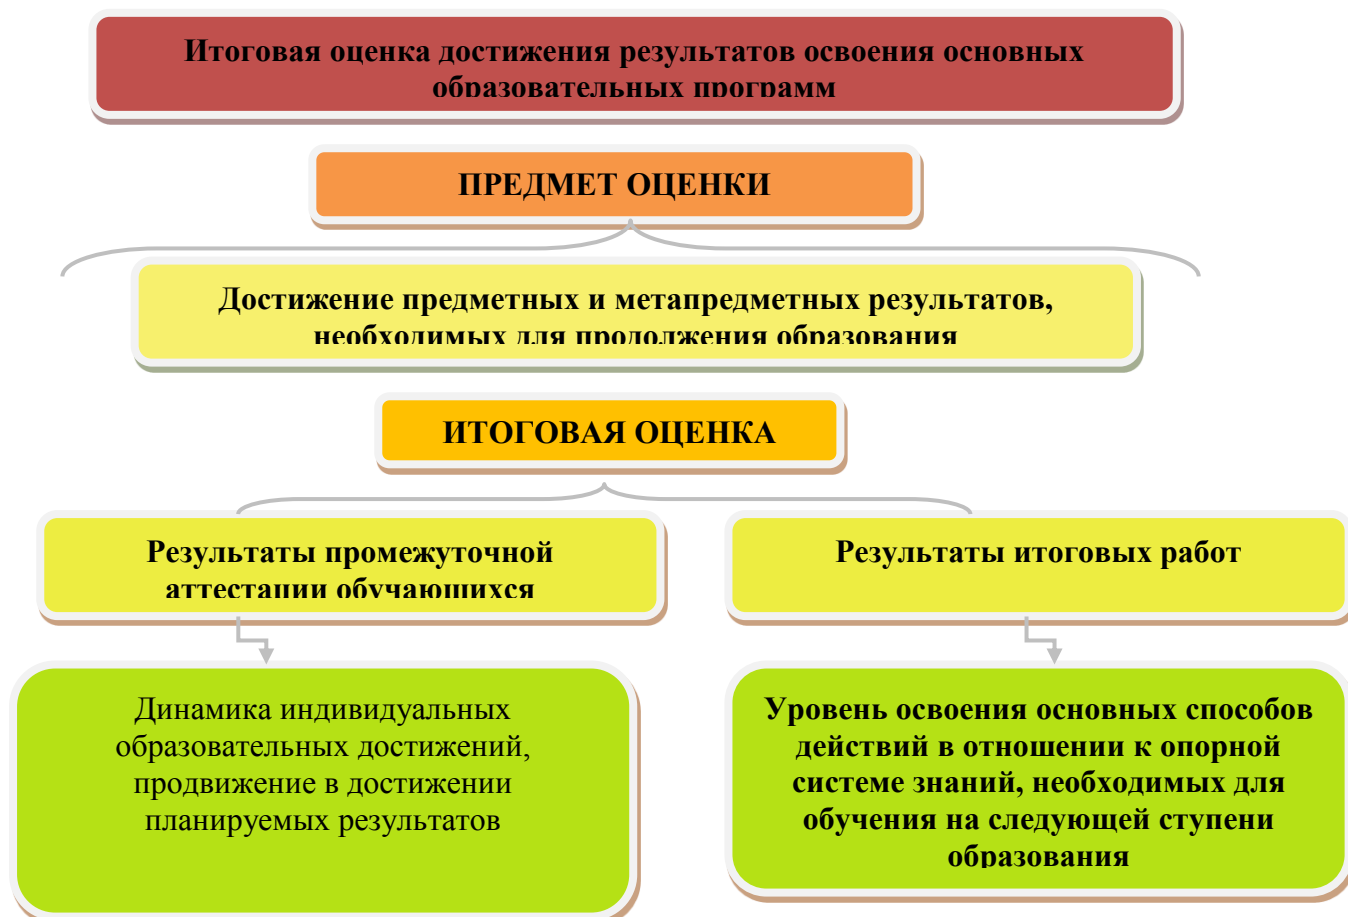 Итоговая оценка достижения результатов освоения основных
образовательных программ
ПРЕДМЕТ ОЦЕНКИ
Достижение предметных и метапредметных результатов,
необходимых для продолжения образования
ИТОГОВАЯ ОЦЕНКА
Результаты промежуточной
аттестации обучающихся
Результаты итоговых работ
Динамика индивидуальных
образовательных достижений,
продвижение в достижении
планируемых результатов
Уровень освоения основных способов
действий в отношении к опорной
системе знаний, необходимых для
обучения на следующей ступени
образования